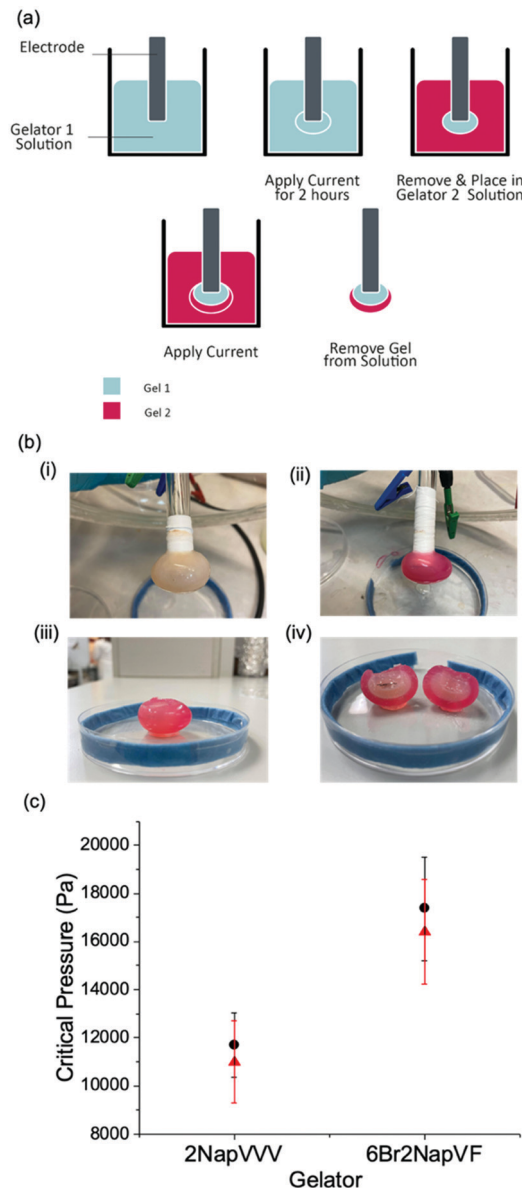 (a)
Electrode
Gelator 1
Solution
Apply Current
for 2 hours
Remove & Place in
Gelator 2 Solution
Apply Current
Remove Gel
from Solution
Gel 1
Gel 2
(b)
(i)
(ii)
(iii)
(iv)
(c)
Critical Pressure (Pa)
20000
18000
16000
14000
12000
10000
8000
2NapVVV
6Br2NapVF
Gelator